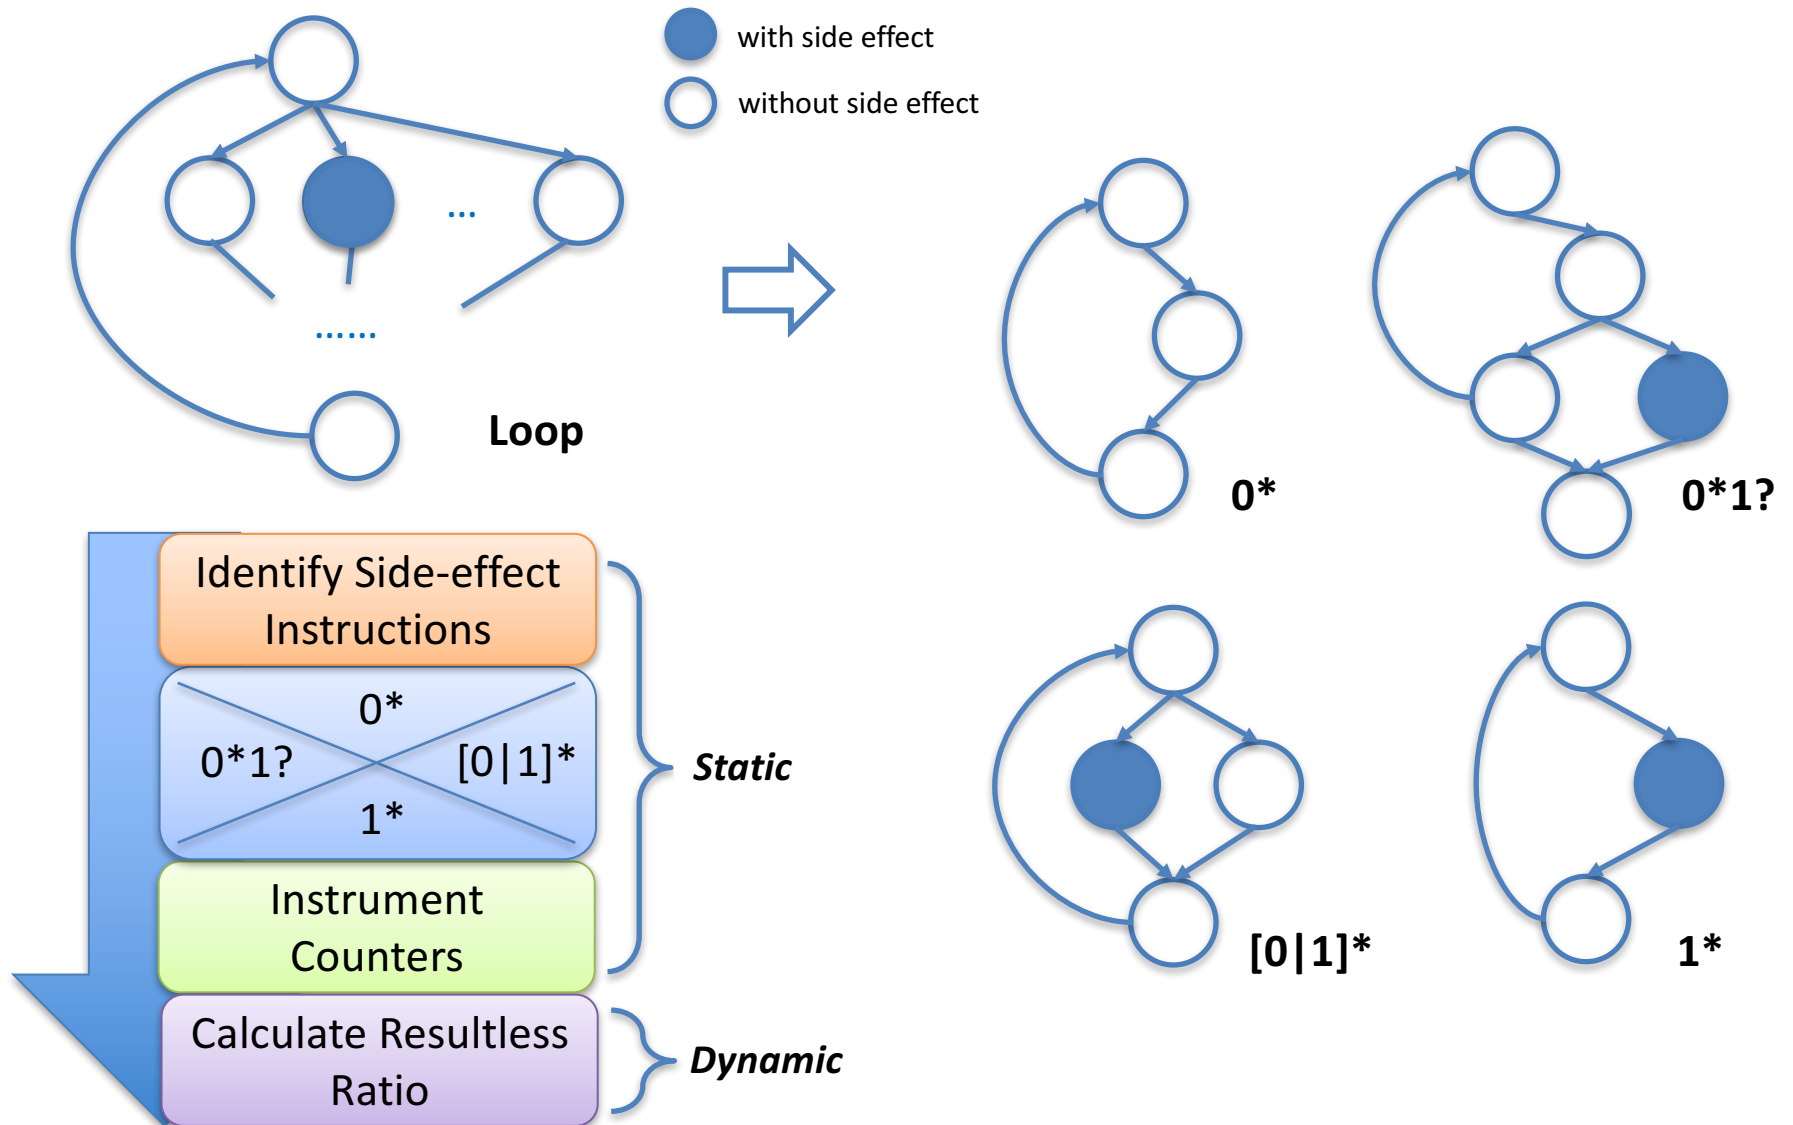 with side effect
without side effect
...
......
Loop
0*
0*1?
[0|1]*
1*
Identify Side-effect
Instructions
0*
0*1?
[0|1]*
1*
Instrument
Counters
Calculate Resultless
Ratio
Static
Dynamic